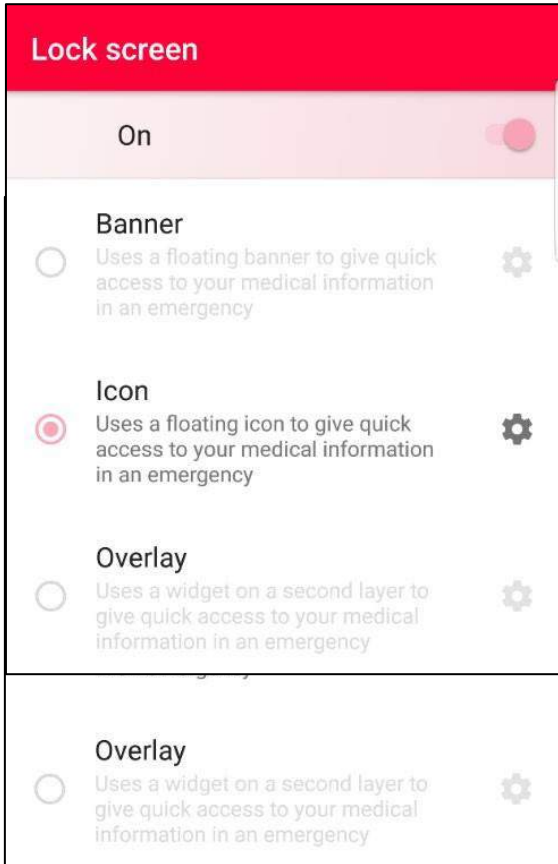 Lock screen
On
Banner
Uses a floating banner to give quick
access to your medical information
in an emergency
Icon
Uses a floating icon to give quick
access to your medical information
in an emergency
Overlay
Uses a widget on a second layer to
give quick access to your medical
information in an emergency
Overlay
Uses a widget on a second layer to
give quick access to your medical
information in an emergency